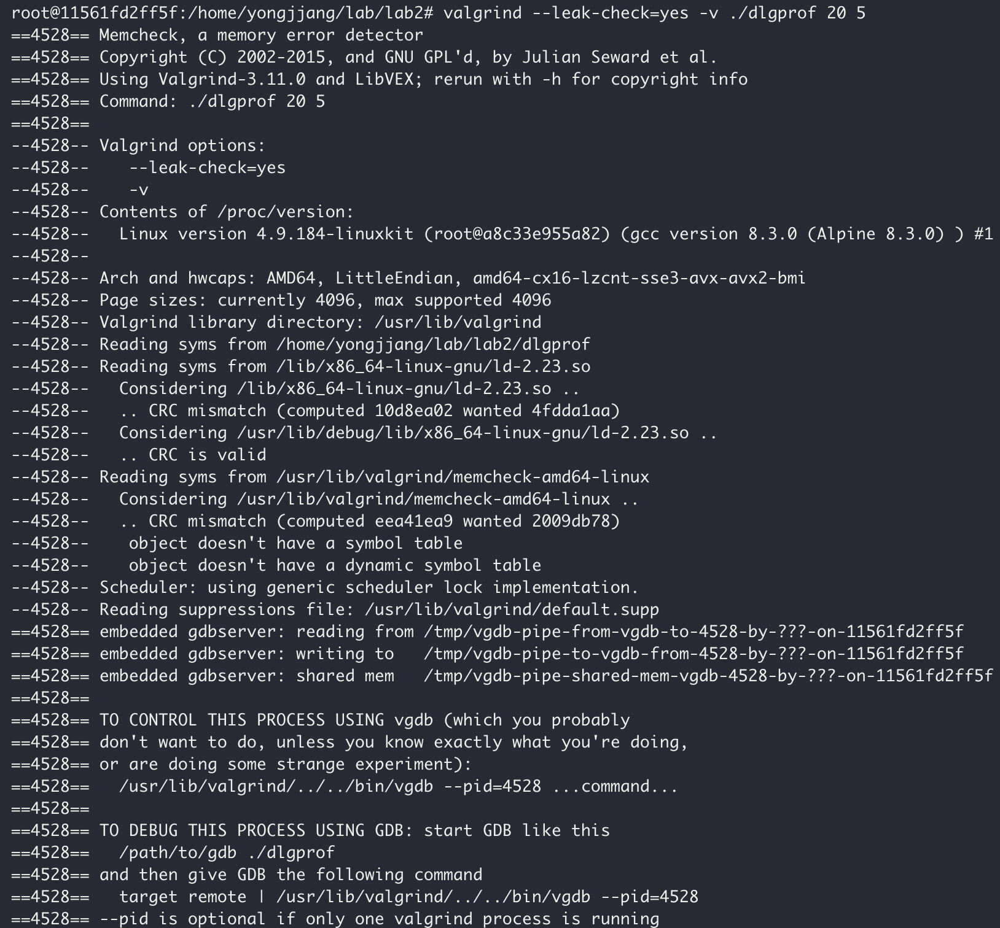 root@11561fd2ff5f:/home/yongjjang/lab/lab2# valgrind --leak-check=yes -v ./dlgprof 20 5
==4528== Memcheck, a memory error detector
==4528== Copyright (C) 2002-2015, and GNU GPL'd, by Julian Seward et al.
==4528== Using Valgrind-3.11.0 and LibVEX; rerun with -h for copyright info
==4528== Command: ./dlgprof 20 5
==4528==
--4528-- Valgrind options:
--4528--    --leak-check=yes
--4528--    -v
--4528-- Contents of /proc/version:
--4528--   Linux version 4.9.184-linuxkit (root@a8c33e955a82) (gcc version 8.3.0 (Alpine 8.3.0) ) #1
--4528--
--4528-- Arch and hwcaps: AMD64, LittleEndian, amd64-cx16-lzcnt-sse3-avx-avx2-bmi
--4528-- Page sizes: currently 4096, max supported 4096
--4528-- Valgrind library directory: /usr/lib/valgrind
--4528-- Reading syms from /home/yongjjang/lab/lab2/dlgprof
--4528-- Reading syms from /lib/x86_64-linux-gnu/ld-2.23.so
--4528--   Considering /lib/x86_64-linux-gnu/ld-2.23.so ..
--4528--   .. CRC mismatch (computed 10d8ea02 wanted 4fdda1aa)
--4528--   Considering /usr/lib/debug/lib/x86_64-linux-gnu/ld-2.23.so ..
--4528--   .. CRC is valid
--4528-- Reading syms from /usr/lib/valgrind/memcheck-amd64-linux
--4528--   Considering /usr/lib/valgrind/memcheck-amd64-linux ..
--4528--   .. CRC mismatch (computed eea41ea9 wanted 2009db78)
--4528--    object doesn't have a symbol table
--4528--    object doesn't have a dynamic symbol table
--4528-- Scheduler: using generic scheduler lock implementation.
--4528-- Reading suppressions file: /usr/lib/valgrind/default.supp
==4528== embedded gdbserver: reading from /tmp/vgdb-pipe-from-vgdb-to-4528-by-???-on-11561fd2ff5f
==4528== embedded gdbserver: writing to   /tmp/vgdb-pipe-to-vgdb-from-4528-by-???-on-11561fd2ff5f
==4528== embedded gdbserver: shared mem   /tmp/vgdb-pipe-shared-mem-vgdb-4528-by-???-on-11561fd2ff5f
==4528==
==4528== TO CONTROL THIS PROCESS USING vgdb (which you probably
==4528== don't want to do, unless you know exactly what you're doing,
==4528== or are doing some strange experiment):
==4528==   /usr/lib/valgrind/../../bin/vgdb --pid=4528 ...command...
==4528==
==4528== TO DEBUG THIS PROCESS USING GDB: start GDB like this
==4528==   /path/to/gdb ./dlgprof
==4528== and then give GDB the following command
==4528==   target remote | /usr/lib/valgrind/../../bin/vgdb --pid=4528
==4528== --pid is optional if only one valgrind process is running